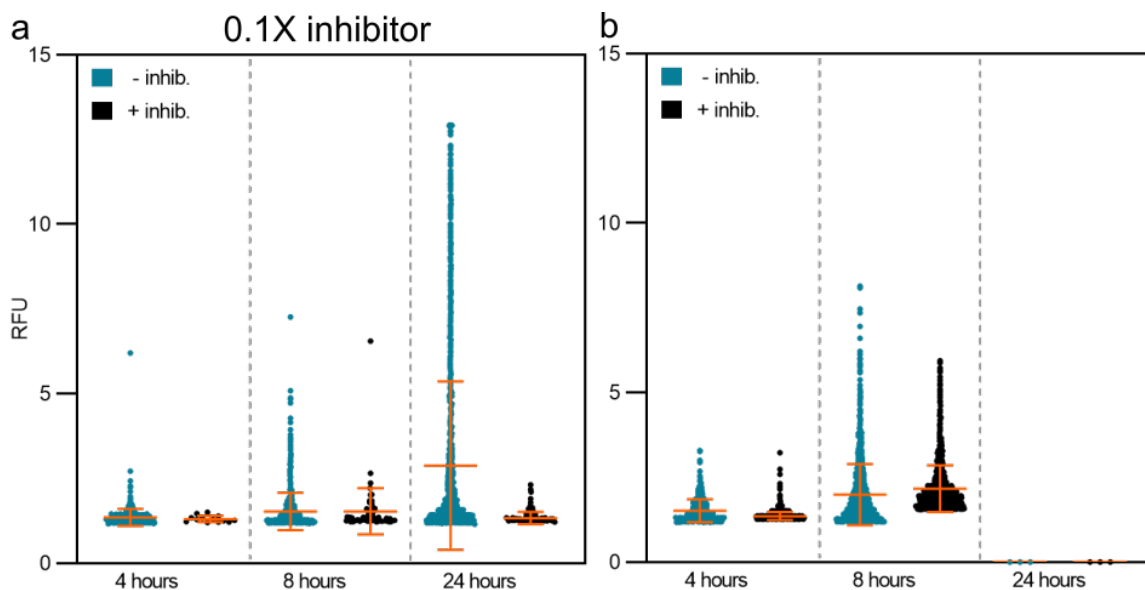 a
0.1X inhibitor
b
15
- inhib.
+ inhib.
10
RFU
5
0
4 hours
8 hours
24 hours
15
- inhib.
+ inhib.
10
5
0
4 hours
8 hours
24 hours